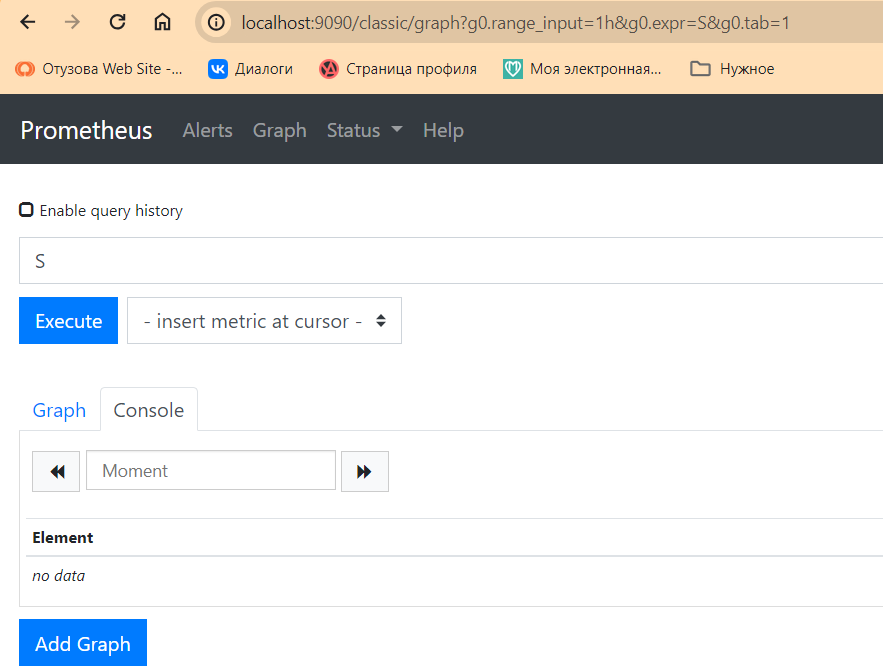 localhost:9090/classic/graph?g0.range_input=1h&g0.expr=S&g0.tab=1
Отузова Web Site -... Диалоги Страница профиля Моя электронная... Нужное
Prometheus Alerts Graph Status Help
Enable query history
S
Execute - insert metric at cursor -
Graph Console
Moment
Element
no data
Add Graph